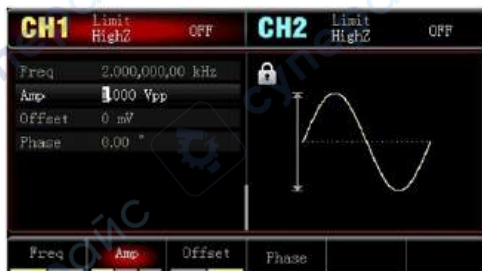 CH1 Limit HighZ OFF CH2 Limit HighZ OFF
Freq 2.000,000,00 kHz
Amp 3.000 Vpp
Offset 0 mV
Phase 0.00 °
Freq Amp Offset Phase